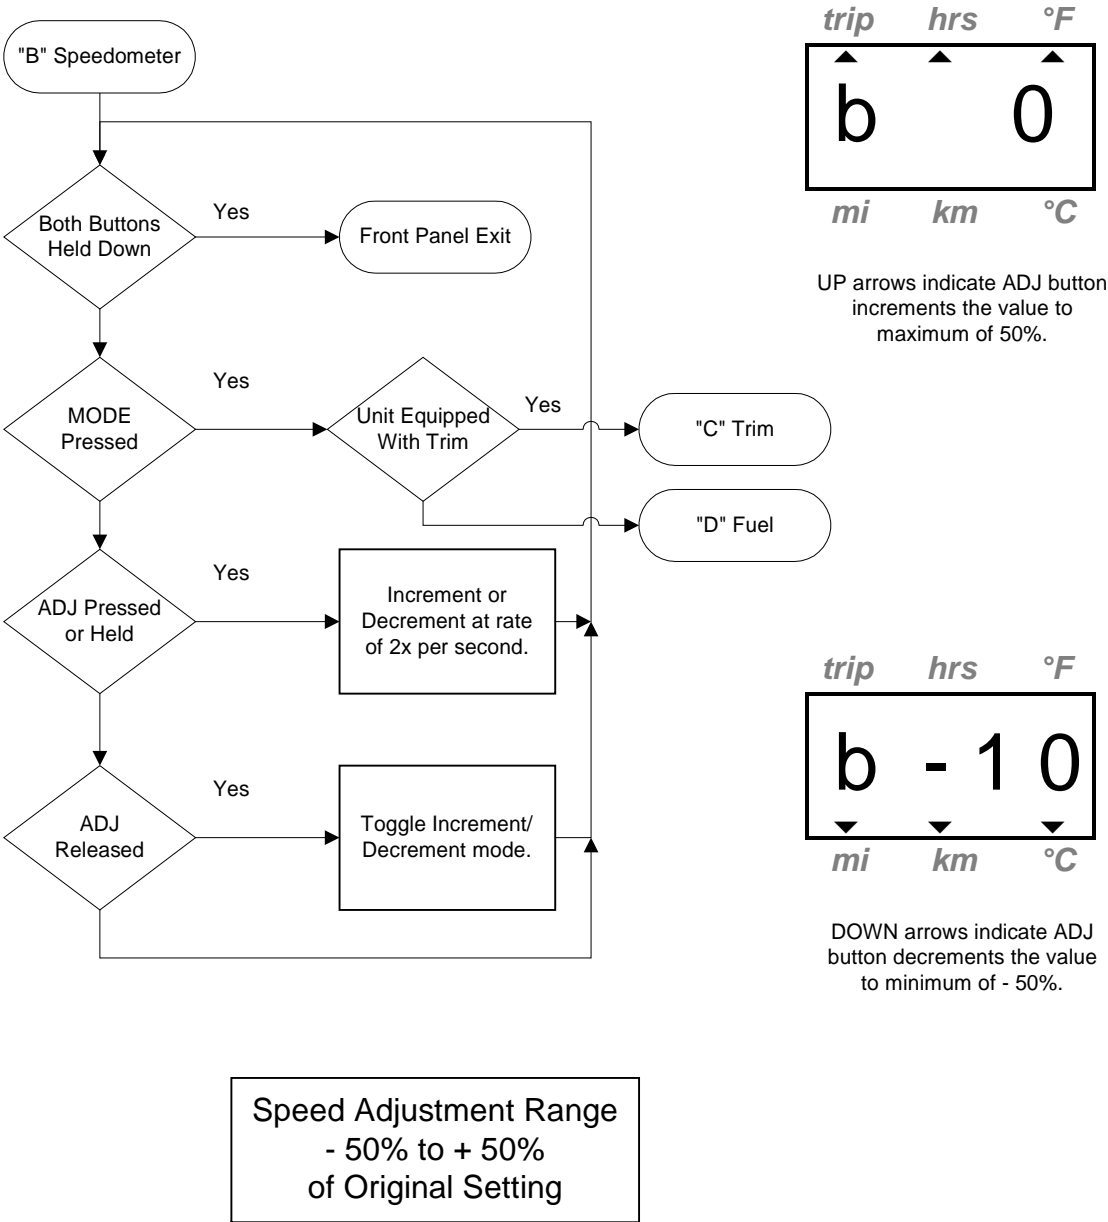 "B" Speedometer
Both Buttons
Held Down
Yes
Front Panel Exit
MODE
Pressed
Yes
Unit Equipped
With Trim
Yes
"C" Trim
"D" Fuel
ADJ Pressed
or Held
Yes
Increment or
Decrement at rate
of 2x per second.
ADJ
Released
Yes
Toggle Increment/
Decrement mode.
trip hrs °F
b 0
mi km °C
UP arrows indicate ADJ button
increments the value to
maximum of 50%.
trip hrs °F
b - 1 0
mi km °C
DOWN arrows indicate ADJ
button decrements the value
to minimum of - 50%.
Speed Adjustment Range
- 50% to + 50%
of Original Setting